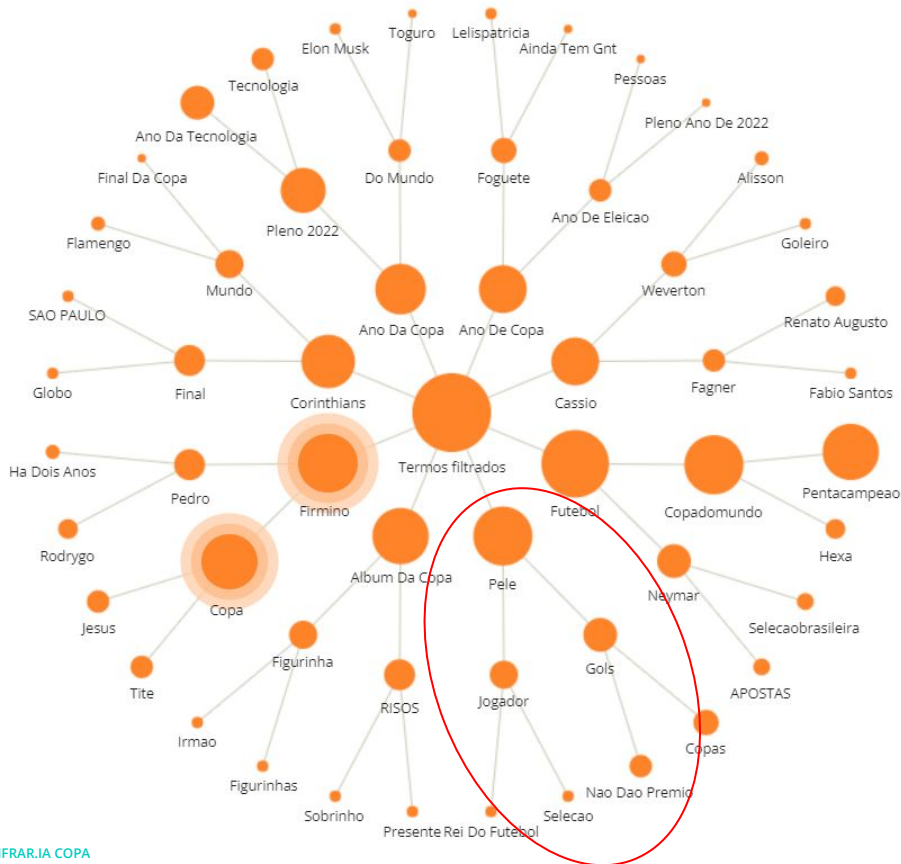 Toguro
Lelispatricia
Elon Musk
Ainda Tem Gnt
Tecnologia
Pessoas
Ano Da Tecnologia
Pleno Ano De 2022
Final Da Copa
Do Mundo
Foguete
Alisson
Pleno 2022
Ano De Eleicao
Flamengo
Goleiro
Mundo
Weverton
SAO PAULO
Renato Augusto
Ano Da Copa
Ano De Copa
Globo
Final
Corinthians
Cassio
Fagner
Fabio Santos
Ha Dois Anos
Termos filtrados
Pedro
Firmino
Futebol
Copadomundo
Pentacampeao
Rodrygo
Hexa
Album Da Copa
Pele
Neymar
Copa
Jesus
Selecaobrasileira
Figurinha
Gols
Tite
RISOS
Jogador
APOSTAS
Irmao
Copas
Figurinhas
Nao Dao Premio
Sobrinho
Presente
Rei Do Futebol
Selecao
FRAR.IA COPA